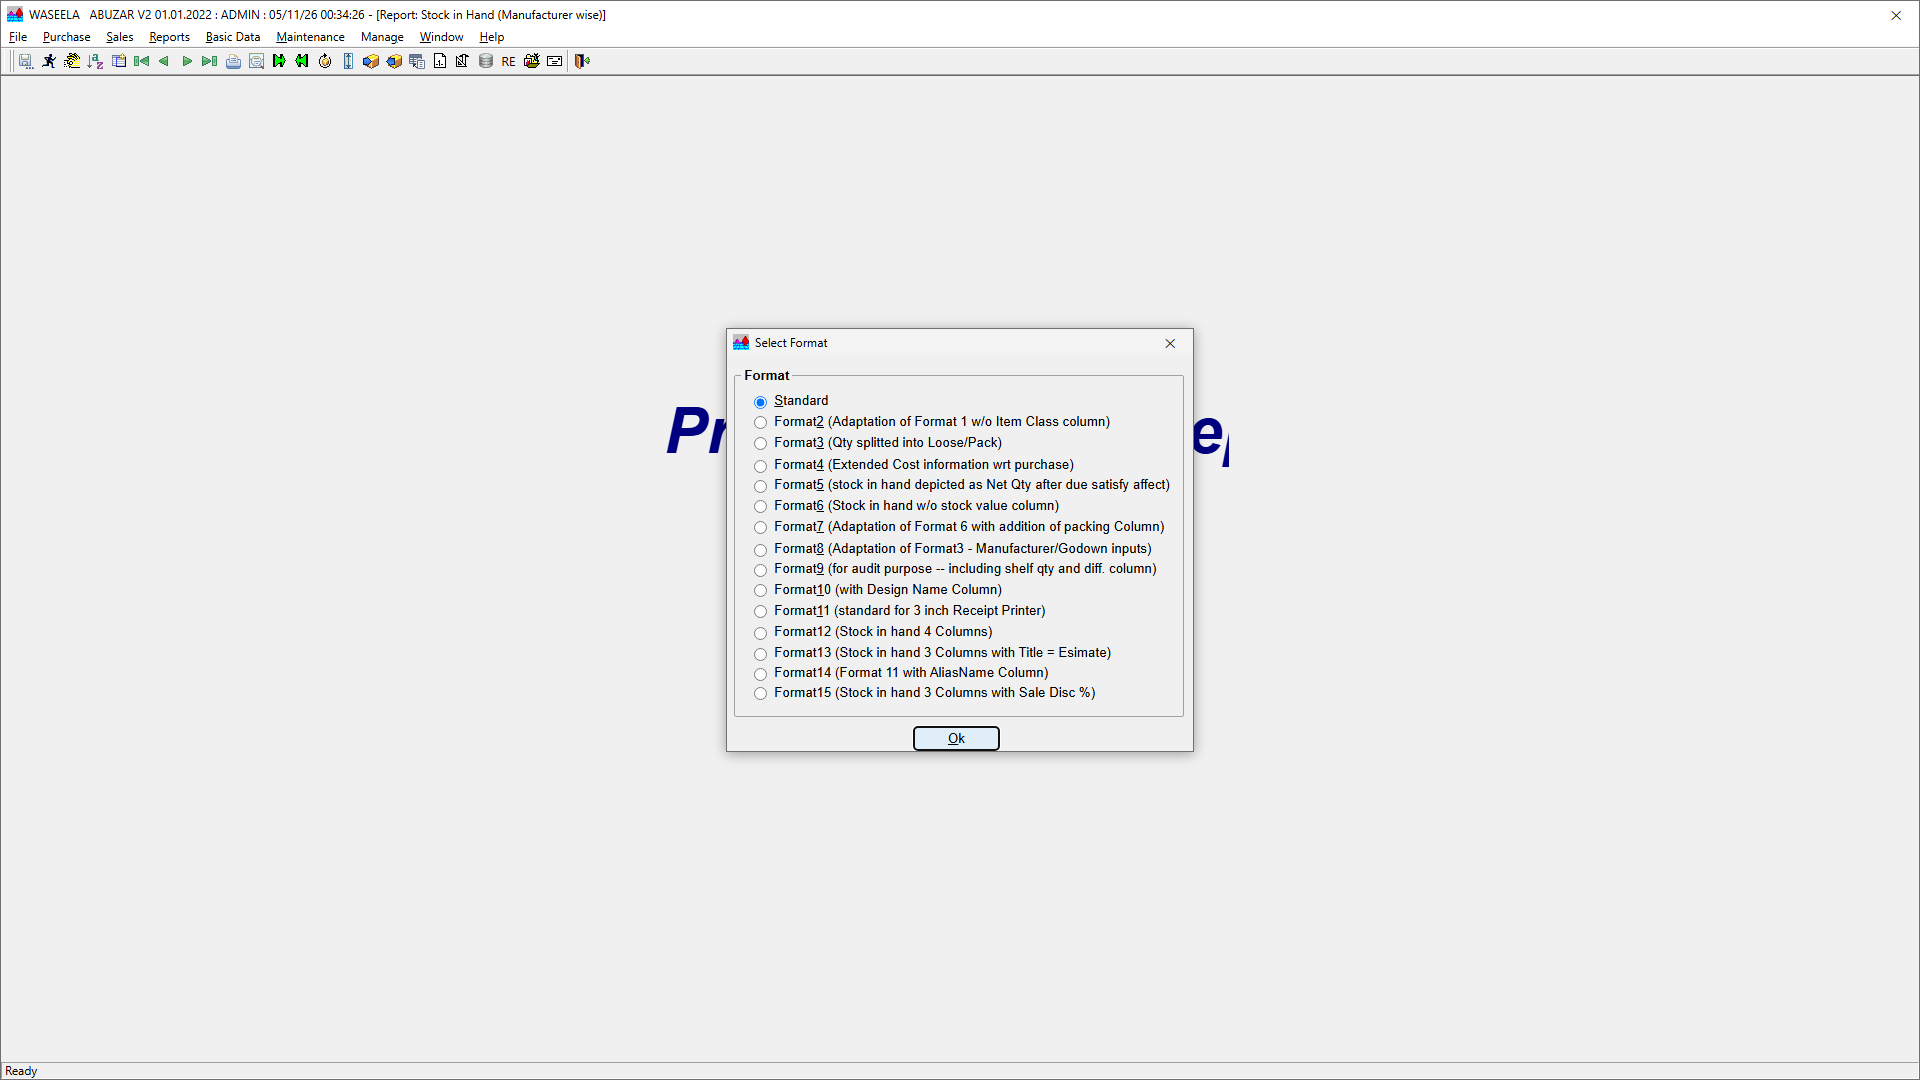 WASEELA   ABUZAR V2 01.01.2022 : ADMIN : 05/11/26 00:34:26 - [Report: Stock in Hand (Manufacturer wise)]
File Purchase Sales Reports Basic Data Maintenance Manage Window Help
RE
Select Format
Format
Standard
Format2 (Adaptation of Format 1 w/o Item Class column)
Format3 (Qty splitted into Loose/Pack)
Format4 (Extended Cost information wrt purchase)
Format5 (stock in hand depicted as Net Qty after due satisfy affect)
Format6 (Stock in hand w/o stock value column)
Format7 (Adaptation of Format 6 with addition of packing Column)
Format8 (Adaptation of Format3 - Manufacturer/Godown inputs)
Format9 (for audit purpose -- including shelf qty and diff. column)
Format10 (with Design Name Column)
Format11 (standard for 3 inch Receipt Printer)
Format12 (Stock in hand 4 Columns)
Format13 (Stock in hand 3 Columns with Title = Esimate)
Format14 (Format 11 with AliasName Column)
Format15 (Stock in hand 3 Columns with Sale Disc %)
Ok
Ready